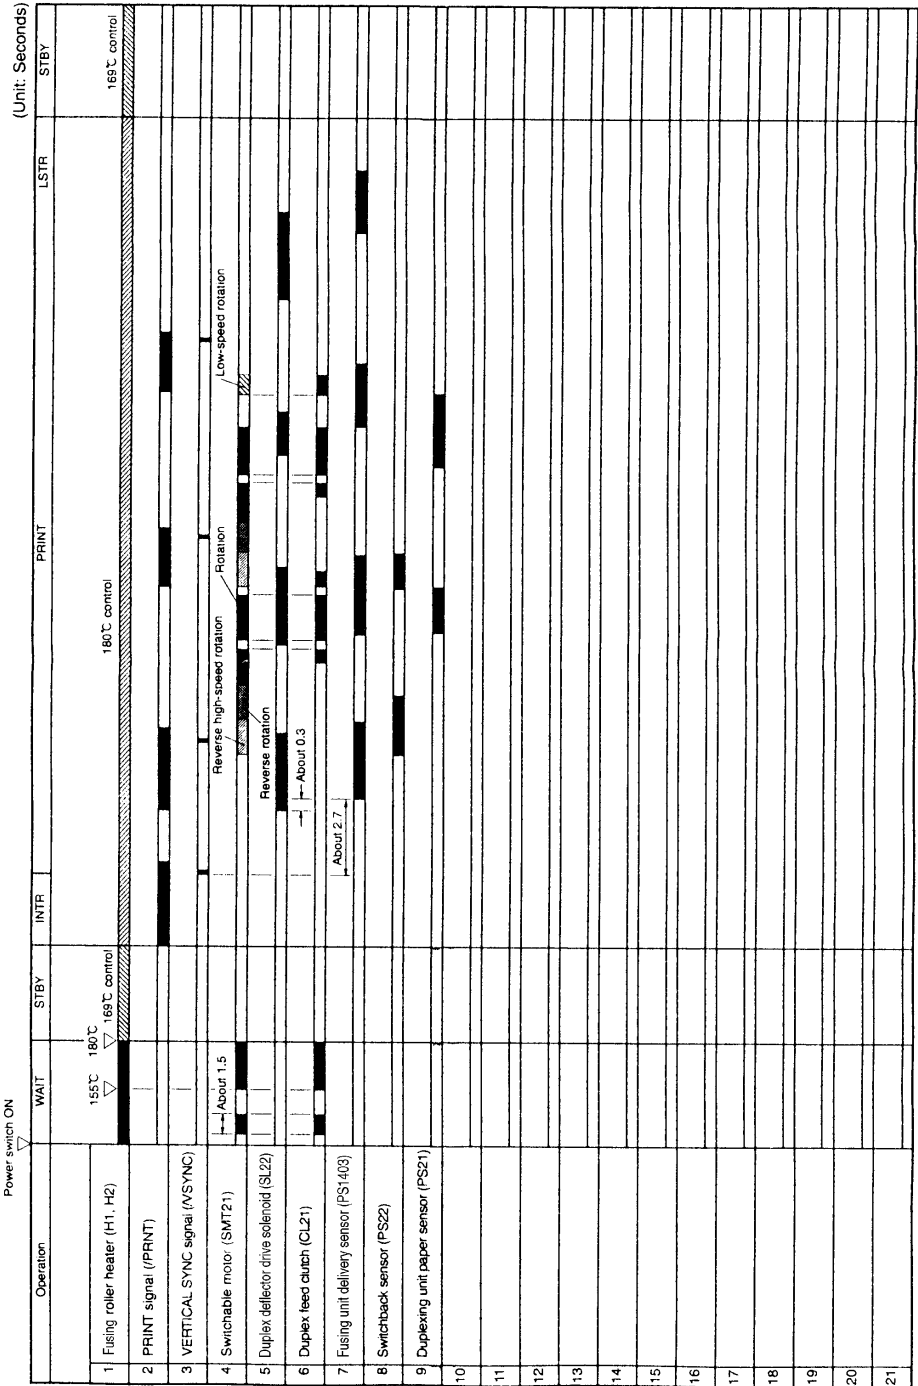 (Unit: Seconds)
Power switch ON
Operation
WAIT
STBY
INTR
PRINT
LSTR
STBY
155℃
180℃
1 Fusing roller heater (H1, H2)
169℃ control
180℃ control
169℃ control
2 PRINT signal (/PRNT)
3 VERTICAL SYNC signal (/VSYNC)
4 Switchable motor (SMT21)
About 1.5
Reverse high-speed rotation
Rotation
Low-speed rotation
5 Duplex deflector drive solenoid (SL22)
Reverse rotation
6 Duplex feed clutch (CL21)
About 0.3
7 Fusing unit delivery sensor (PS1403)
About 2.7
8 Switchback sensor (PS22)
9 Duplexing unit paper sensor (PS21)
10
11
12
13
14
15
16
17
18
19
20
21